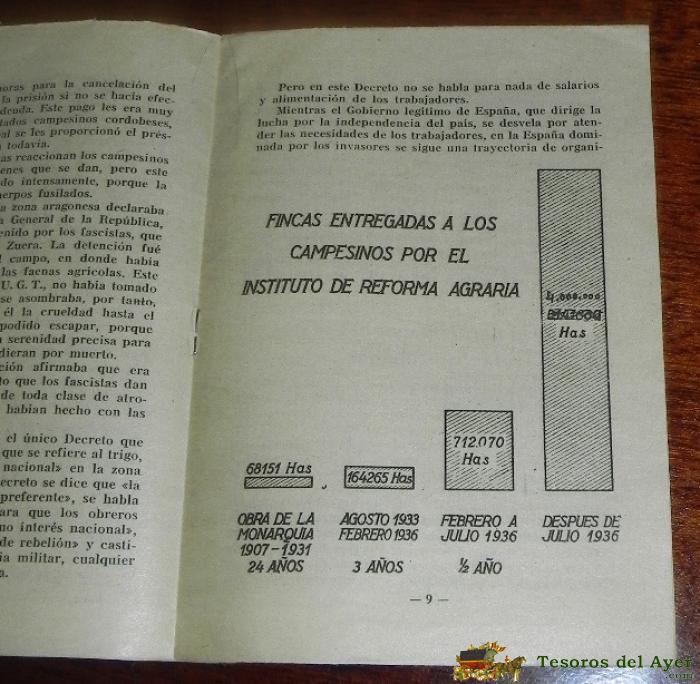 horas para la cancelación del
la prisión si no se hacía efec-
deuda. Este pago les era muy
tados campesinos cordobeses,
al se les proporcionó el prés-
todavía.
as reaccionan los campesinos
enes que se dan, pero este
do intensamente, porque la
uerpos fusilados.
a zona aragonesa declaraba
General de la República,
enido por los fascistas, que
Zuera. La detención fué
l campo, en donde había
las faenas agrícolas. Este
U. G. T., no había tomado
se asombraba, por tanto,
él la crueldad hasta el
podido escapar, porque
serenidad precisa para
dieran por muerto.
ción afirmaba que era
to que los fascistas dan
de toda clase de atro-
habían hecho con las
el único Decreto que
que se refiere al trigo,
nacional» en la zona
ecreto se dice que «la
preferente», se habla
ara que los obreros
no interés nacional»,
de rebelión» y casti-
ia militar, cualquier
a.
Pero en este Decreto no se habla para nada de salarios
y alimentación de los trabajadores.
Mientras el Gobierno legítimo de España, que dirige la
lucha por la independencia del país, se desvela por aten-
der las necesidades de los trabajadores, en la España domi-
nada por los invasores se sigue una trayectoria de organi-
FINCAS ENTREGADAS A LOS
CAMPESINOS POR EL
INSTITUTO DE REFORMA AGRARIA
4,000.000
Has
712.070
Has
68151 Has
164265 Has
OBRA DE LA
MONARQUIA
1907-1931
24 AÑOS
AGOSTO 1933
FEBRERO 1936
3 AÑOS
FEBRERO A
JULIO 1936
½ AÑO
DESPUES DE
JULIO 1936
— 9 —
Tesoros del Ayer
.com